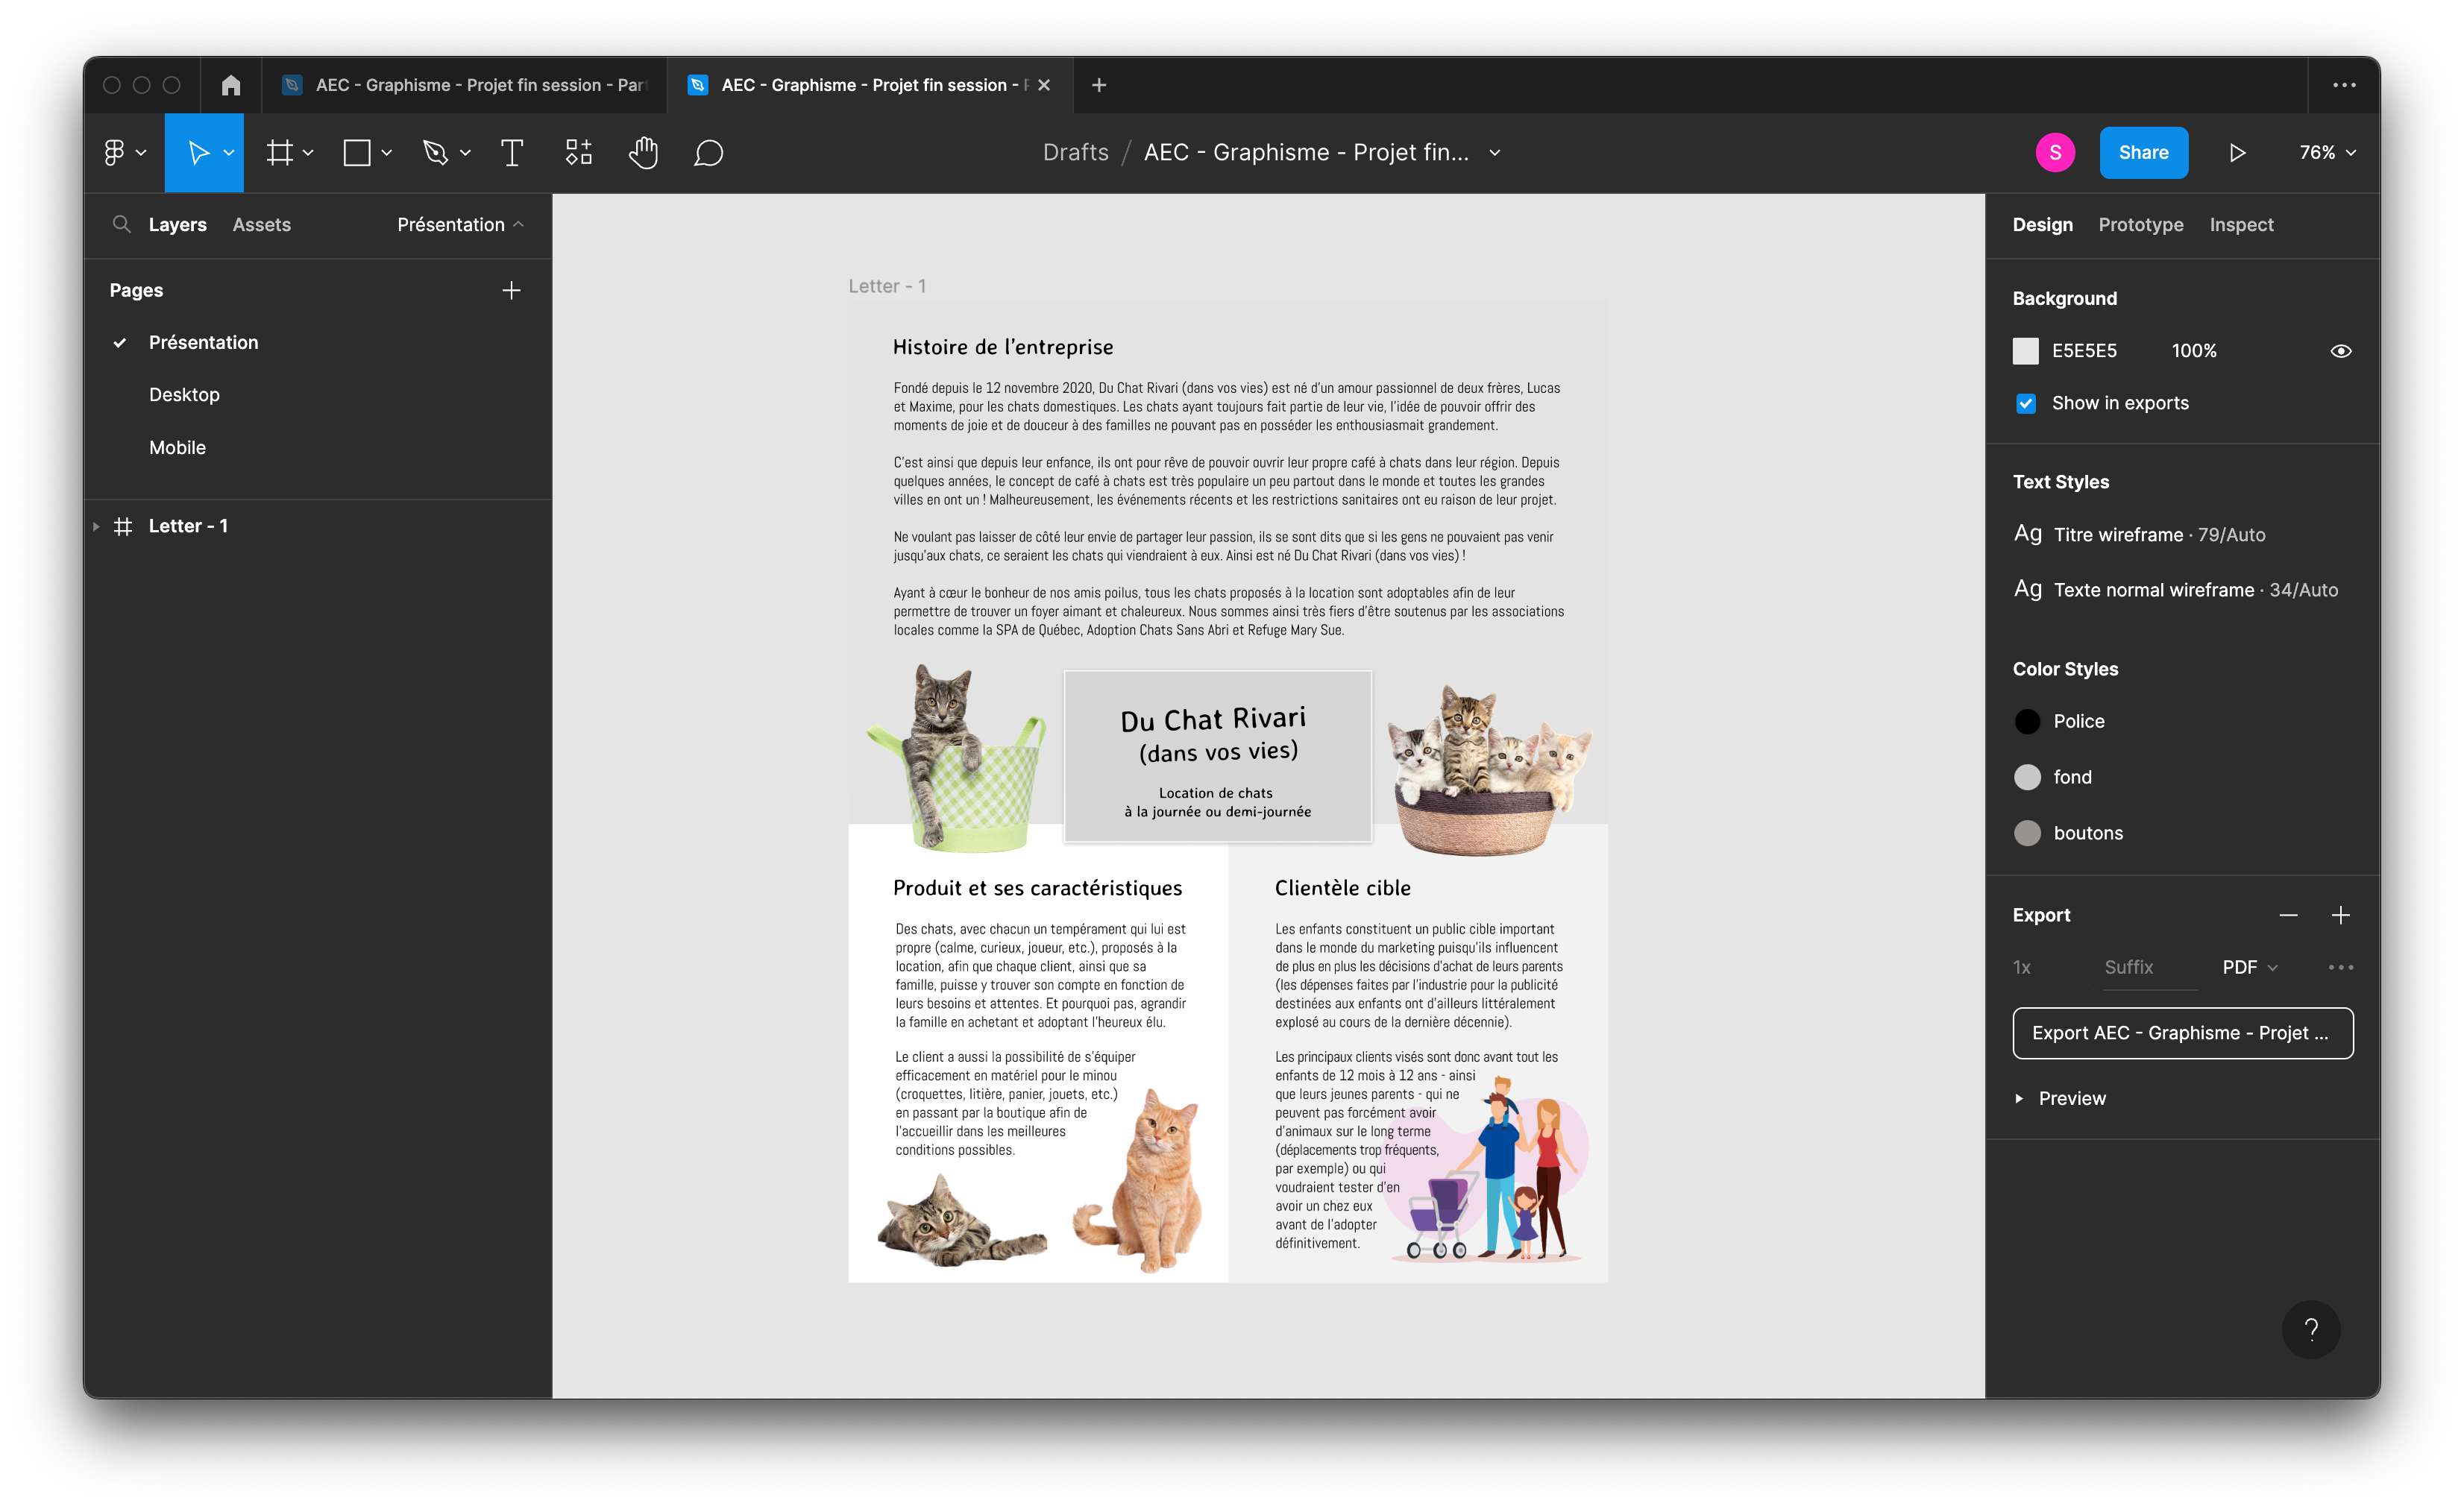 AEC - Graphisme - Projet fin session - Par
AEC - Graphisme - Projet fin session -
Drafts / AEC - Graphisme - Projet fin...
S
Share
76%
Layers
Assets
Présentation
Pages
Présentation
Desktop
Mobile
Letter - 1
Letter - 1
Histoire de l'entreprise
Fondé depuis le 12 novembre 2020, Du Chat Rivari (dans vos vies) est né d'un amour passionnel de deux frères, Lucas
et Maxime, pour les chats domestiques. Les chats ayant toujours fait partie de leur vie, l'idée de pouvoir offrir des
moments de joie et de douceur à des familles ne pouvant pas en posséder les enthousiasmait grandement.
C'est ainsi que depuis leur enfance, ils ont pour rêve de pouvoir ouvrir leur propre café à chats dans leur région. Depuis
quelques années, le concept de café à chats est très populaire un peu partout dans le monde et toutes les grandes
villes en ont un ! Malheureusement, les événements récents et les restrictions sanitaires ont eu raison de leur projet.
Ne voulant pas laisser de côté leur envie de partager leur passion, ils se sont dits que si les gens ne pouvaient pas venir
jusqu'aux chats, ce seraient les chats qui viendraient à eux. Ainsi est né Du Chat Rivari (dans vos vies) !
Ayant à cœur le bonheur de nos amis poilus, tous les chats proposés à la location sont adoptables afin de leur
permettre de trouver un foyer aimant et chaleureux. Nous sommes ainsi très fiers d'être soutenus par les associations
locales comme la SPA de Québec, Adoption Chats Sans Abri et Refuge Mary Sue.
Du Chat Rivari
(dans vos vies)
Location de chats
à la journée ou demi-journée
Produit et ses caractéristiques
Des chats, avec chacun un tempérament qui lui est
propre (calme, curieux, joueur, etc.), proposés à la
location, afin que chaque client, ainsi que sa
famille, puisse y trouver son compte en fonction de
leurs besoins et attentes. Et pourquoi pas, agrandir
la famille en achetant et adoptant l'heureux élu.
Le client a aussi la possibilité de s'équiper
efficacement en matériel pour le minou
(croquettes, litière, panier, jouets, etc.)
en passant par la boutique afin de
l'accueillir dans les meilleures
conditions possibles.
Clientèle cible
Les enfants constituent un public cible important
dans le monde du marketing puisqu'ils influencent
de plus en plus les décisions d'achat de leurs parents
(les dépenses faites par l'industrie pour la publicité
destinées aux enfants ont d'ailleurs littéralement
explosé au cours de la dernière décennie).
Les principaux clients visés sont donc avant tout les
enfants de 12 mois à 12 ans - ainsi
que leurs jeunes parents - qui ne
peuvent pas forcément avoir
d'animaux sur le long terme
(déplacements trop fréquents,
par exemple) ou qui
voudraient tester d'en
avoir un chez eux
avant de l'adopter
définitivement.
Design
Prototype
Inspect
Background
E5E5E5
100%
Show in exports
Text Styles
Ag Titre wireframe · 79/Auto
Ag Texte normal wireframe · 34/Auto
Color Styles
Police
fond
boutons
Export
1x
Suffix
PDF
Export AEC - Graphisme - Projet ...
Preview
?